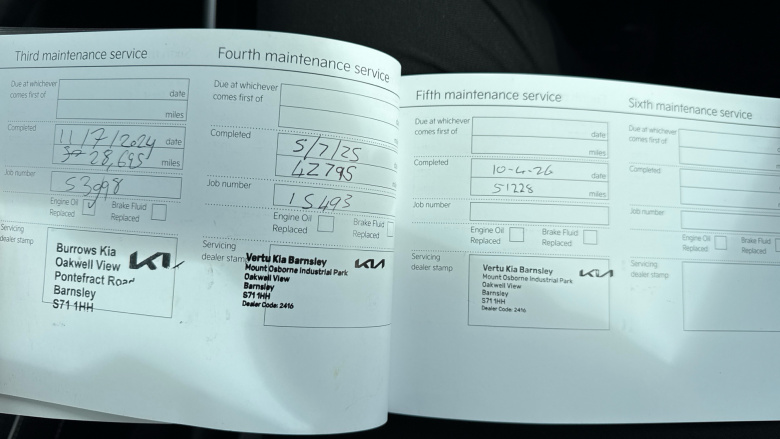 Third maintenance service
Due at whichever
comes first of
date
miles
Completed
11/7/2024 date
28,695 miles
Job number
53098
Engine Oil
Replaced
Brake Fluid
Replaced
Servicing
dealer stamp
Burrows Kia
Oakwell View
Pontefract Road
Barnsley
S71 1HH
KIA
Fourth maintenance service
Due at whichever
comes first of
Completed
5/7/25
42795
Job number
15493
Engine Oil
Replaced
Brake Fluid
Replaced
Servicing
dealer stamp
Vertu Kia Barnsley
Mount Osborne Industrial Park
Oakwell View
Barnsley
S71 1HH
Dealer Code: 2416
KIA
Fifth maintenance service
Due at whichever
comes first of
date
miles
Completed
10-4-26 date
51228 miles
Job number
Engine Oil
Replaced
Brake Fluid
Replaced
Servicing
dealer stamp
Vertu Kia Barnsley
Mount Osborne Industrial Park
Oakwell View
Barnsley
S71 1HH
Dealer Code: 2416
KIA
Sixth maintenance service
Due at whichever
comes first of
Completed
Job number
Engine Oil
Replaced
Brake Fluid
Replaced
Servicing
dealer stamp